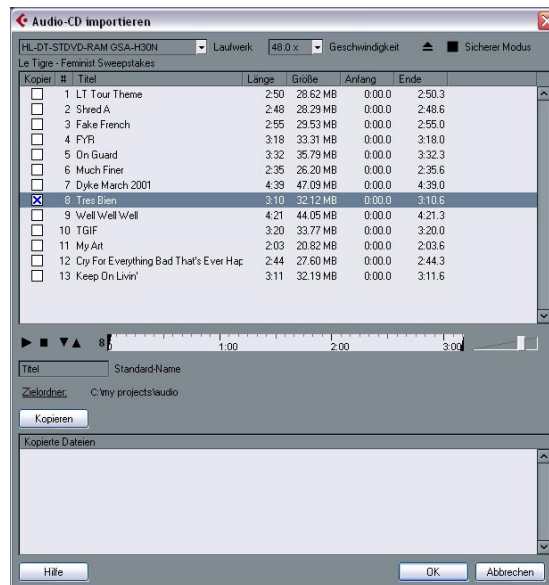 Audio-CD importieren
HL-DT-STDVD-RAM GSA-H30N Laufwerk 48.0 x Geschwindigkeit Sicherer Modus
Le Tigre - Feminist Sweepstakes
Kopier # Titel Länge Größe Anfang Ende
1 LT Tour Theme 2:50 28.62 MB 0:00.0 2:50.3
2 Shred A 2:48 28.29 MB 0:00.0 2:48.6
3 Fake French 2:55 29.53 MB 0:00.0 2:55.0
4 FYR 3:18 33.31 MB 0:00.0 3:18.0
5 On Guard 3:32 35.79 MB 0:00.0 3:32.3
6 Much Finer 2:35 26.20 MB 0:00.0 2:35.6
7 Dyke March 2001 4:39 47.09 MB 0:00.0 4:39.0
8 Tres Bien 3:10 32.12 MB 0:00.0 3:10.6
9 Well Well Well 4:21 44.05 MB 0:00.0 4:21.3
10 TGIF 3:20 33.77 MB 0:00.0 3:20.0
11 My Art 2:03 20.82 MB 0:00.0 2:03.6
12 Cry For Everything Bad That's Ever Hap 2:44 27.60 MB 0:00.0 2:44.3
13 Keep On Livin' 3:11 32.19 MB 0:00.0 3:11.6
8 1:00 2:00 3:00
Titel Standard-Name
Zielordner: C:\my projects\audio
Kopieren
Kopierte Dateien
Hilfe OK Abbrechen